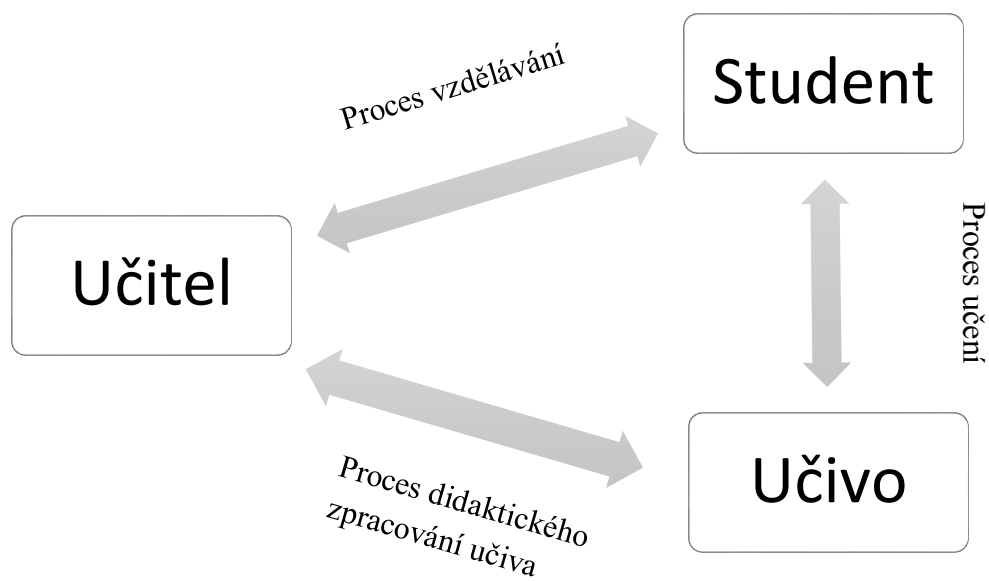 Proces vzdělávání
Student
Učitel
Proces učení
Proces didaktického
zpracování učiva
Učivo